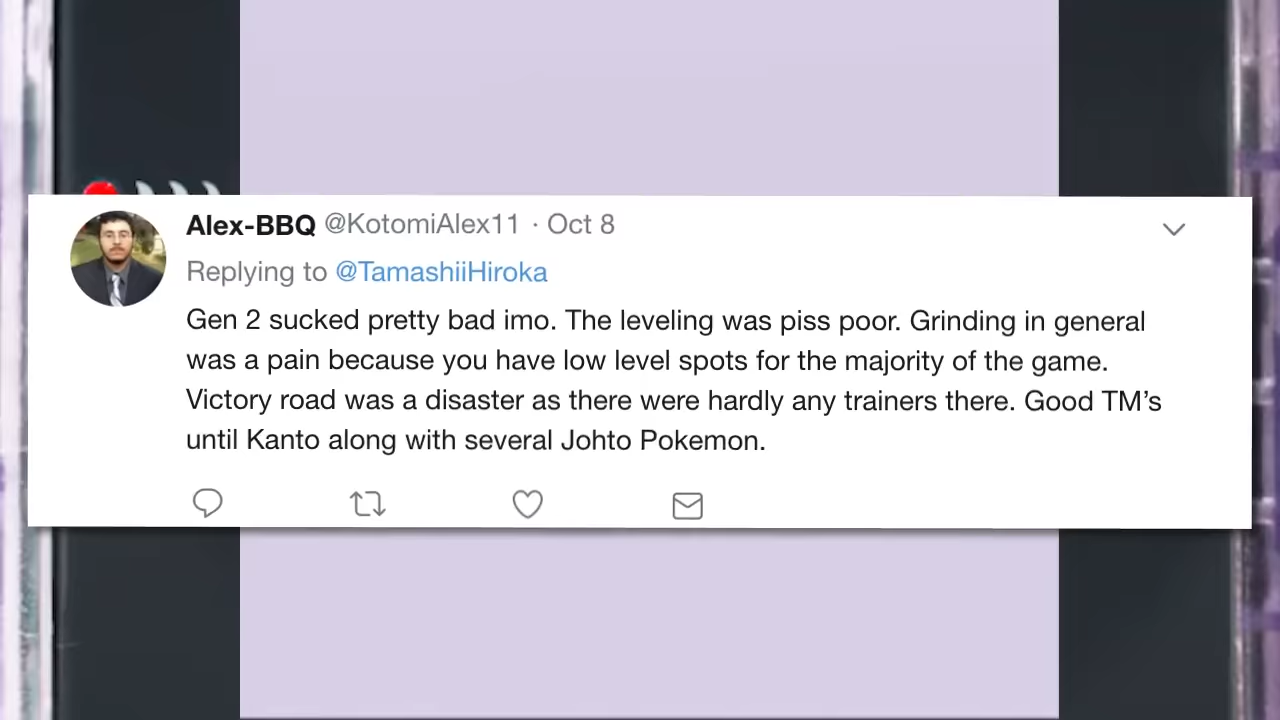 Alex-BBQ @KotomiAlex11 · Oct 8
Replying to @TamashiiHiroka
Gen 2 sucked pretty bad imo. The leveling was piss poor. Grinding in general
was a pain because you have low level spots for the majority of the game.
Victory road was a disaster as there were hardly any trainers there. Good TM’s
until Kanto along with several Johto Pokemon.